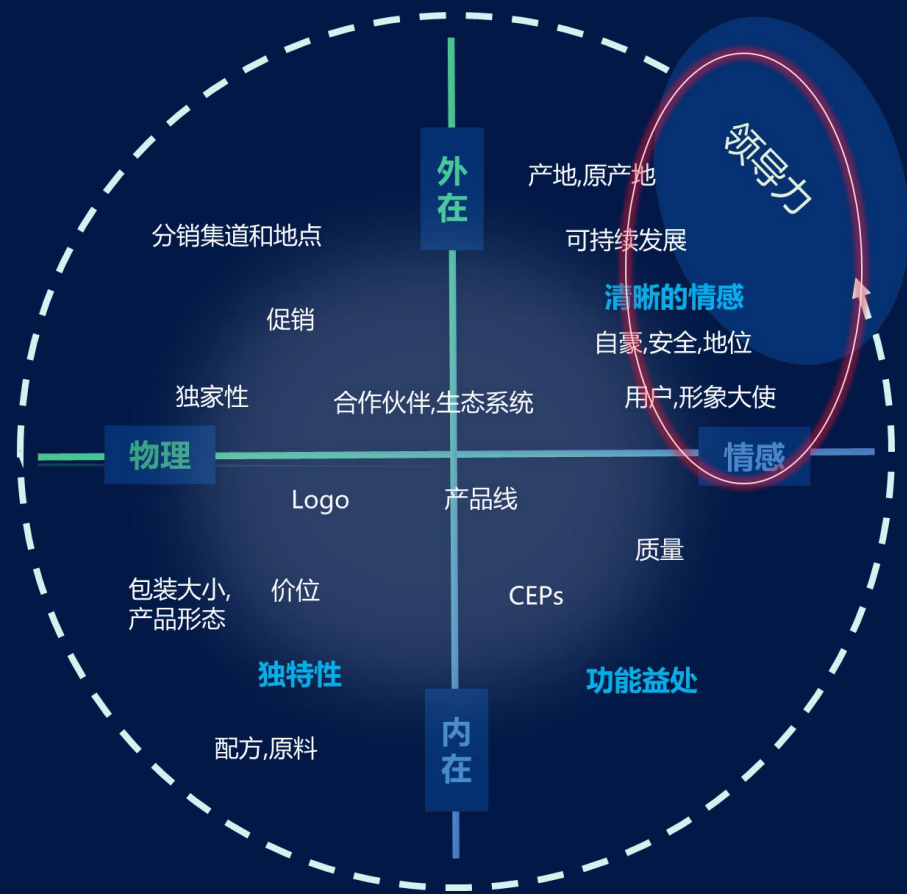 领导力
外在
产地,原产地
分销集道和地点
可持续发展
清晰的情感
促销
自豪,安全,地位
独家性
合作伙伴,生态系统
用户,形象大使
物理
情感
Logo
产品线
质量
包装大小,
产品形态
价位
CEPs
独特性
功能益处
内在
配方,原料